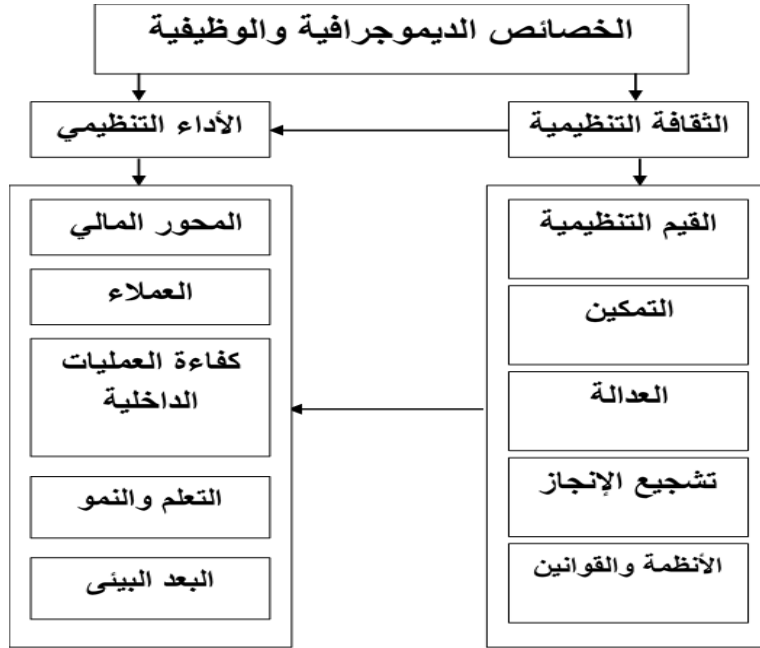 الخصائص الديموجرافية والوظيفية
الثقافة التنظيمية
الأداء التنظيمي
القيم التنظيمية
التمكين
العدالة
تشجيع الإنجاز
الأنظمة والقوانين
المحور المالي
العملاء
كفاءة العمليات
الداخلية
التعلم والنمو
البعد البيئى